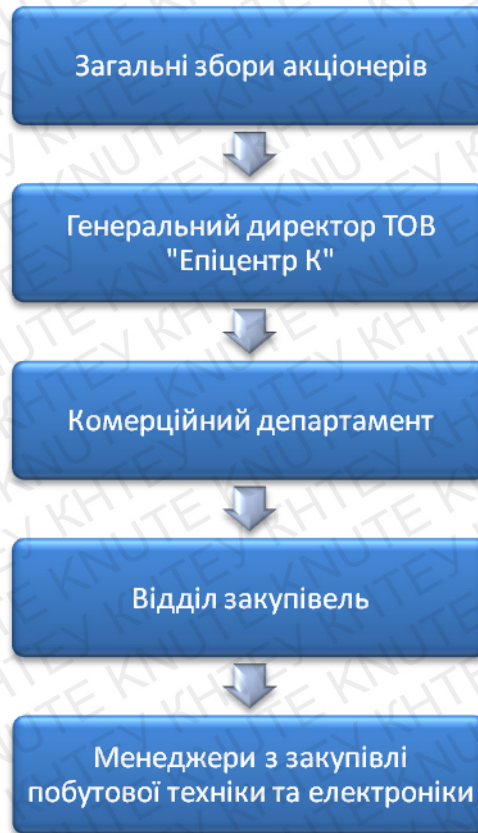 Загальні збори акціонерів
Генеральний директор ТОВ
"Епіцентр К"
Комерційний департамент
Відділ закупівель
Менеджери з закупівлі
побутової техніки та електроніки